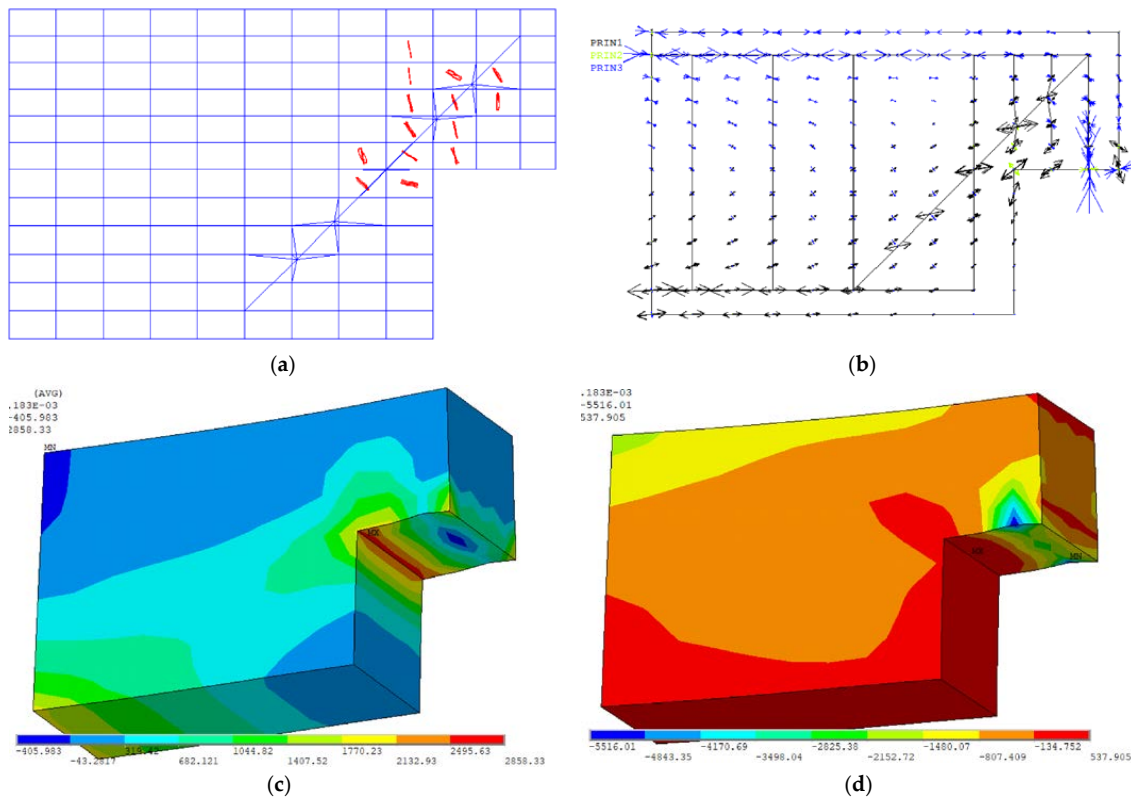 PRIN1
PRIN2
PRIN3
(a)
(b)
(AVG)
.183E-03
-405.983
2858.33
MN
MX
-405.983
319.42
1044.82
1770.23
2695.63
-43.2817
682.121
1407.52
2132.93
2858.33
(c)
.183E-03
-5516.01
537.905
MX
MN
-5516.01
-4170.69
-2825.38
-1480.07
-134.752
-4843.35
-3498.04
-2152.72
-807.409
537.905
(d)